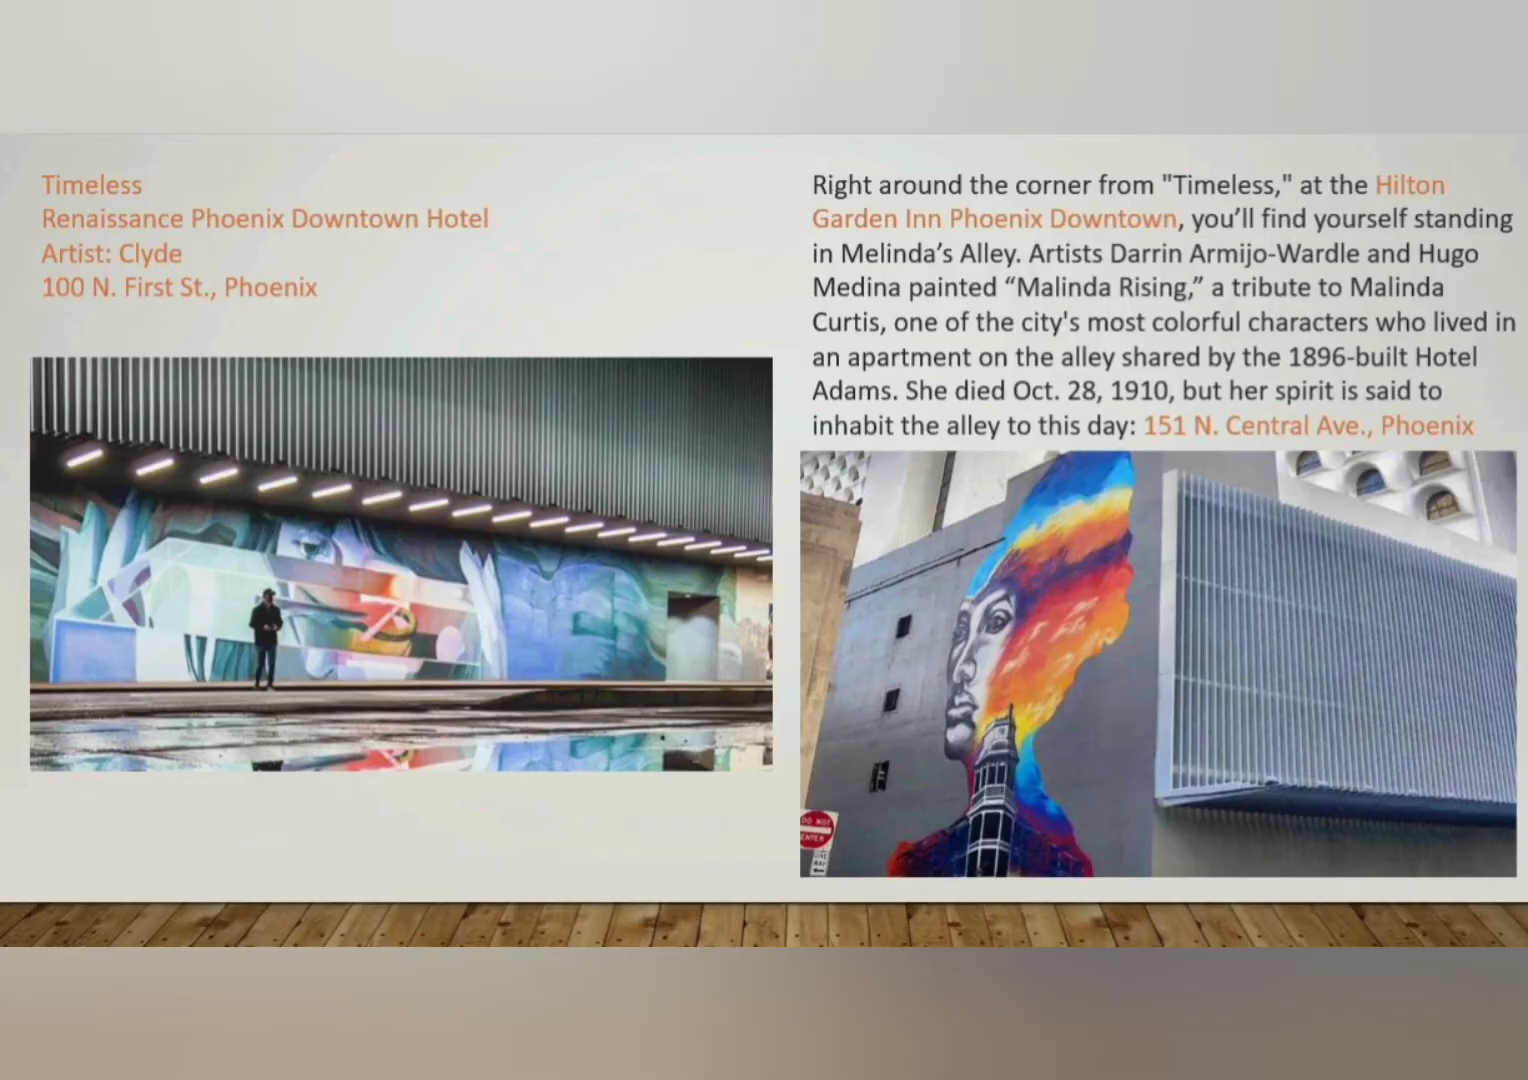 Timeless
Renaissance Phoenix Downtown Hotel
Artist: Clyde
100 N. First St., Phoenix
Right around the corner from "Timeless," at the Hilton
Garden Inn Phoenix Downtown, you’ll find yourself standing
in Melinda’s Alley. Artists Darrin Armijo-Wardle and Hugo
Medina painted “Malinda Rising,” a tribute to Malinda
Curtis, one of the city's most colorful characters who lived in
an apartment on the alley shared by the 1896-built Hotel
Adams. She died Oct. 28, 1910, but her spirit is said to
inhabit the alley to this day: 151 N. Central Ave., Phoenix
DO NOT
ENTER